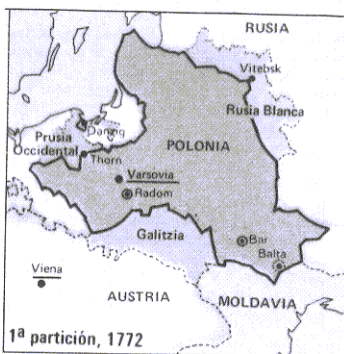 RUSIA
Vitebsk
Rusia Blanca
Prusia
Occidental
Danzig
Thorn
POLONIA
Varsovia
Radom
Galitzia
Bar
Balta
Viena
AUSTRIA
MOLDAVIA
1ª partición, 1772